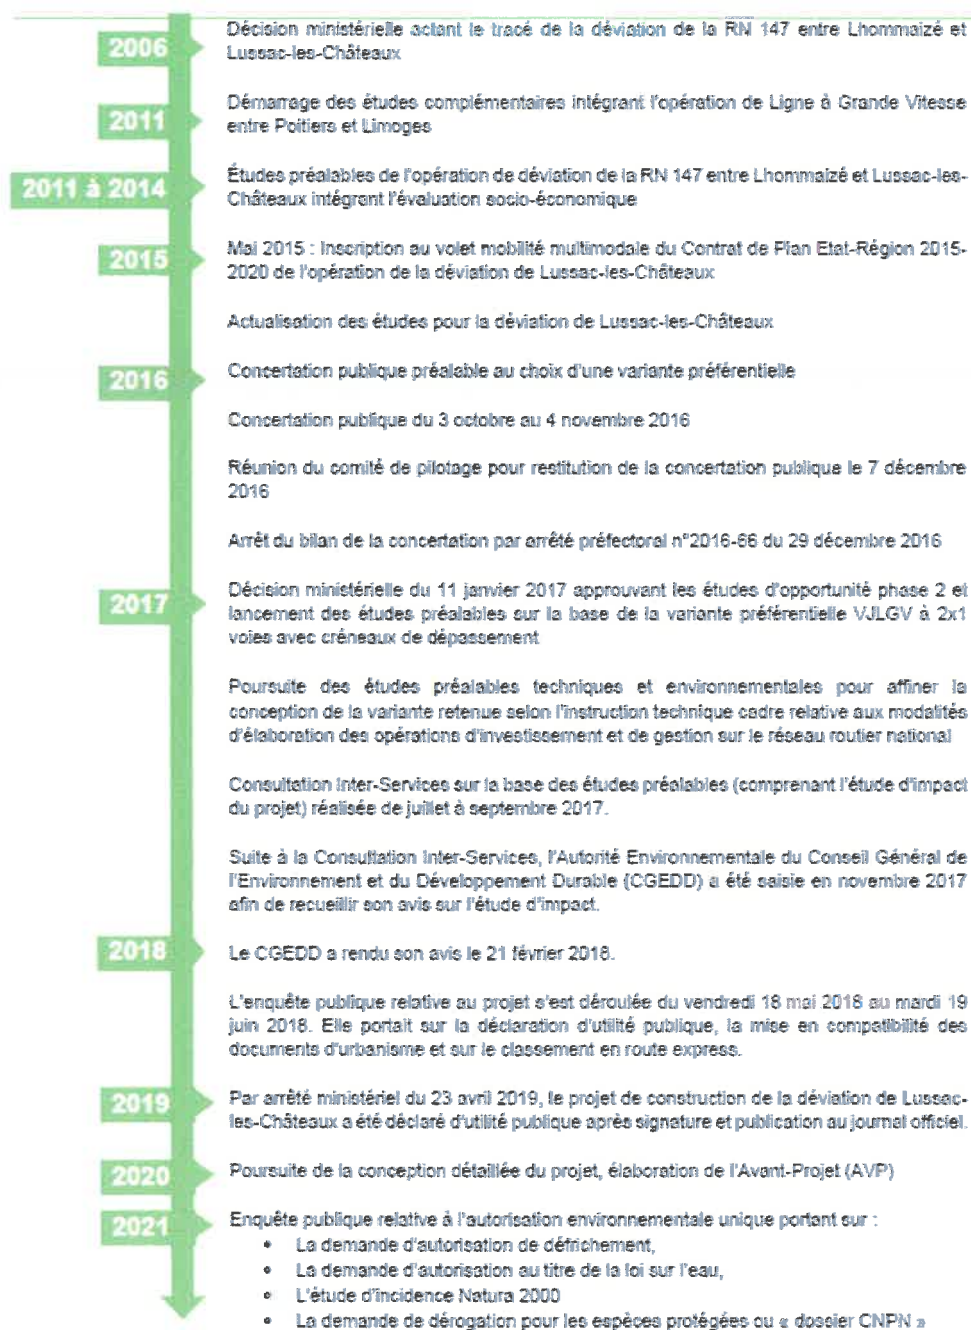 2006
Décision ministérielle actant le tracé de la déviation de la RN 147 entre Lhommaizé et
Lussac-les-Châteaux
2011
Démarrage des études complémentaires intégrant l'opération de Ligne à Grande Vitesse
entre Poitiers et Limoges
2011 à 2014
Études préalables de l'opération de déviation de la RN 147 entre Lhommaizé et Lussac-les-
Châteaux intégrant l'évaluation socio-économique
2015
Mai 2015 : Inscription au volet mobilité multimodale du Contrat de Plan Etat-Région 2015-
2020 de l'opération de la déviation de Lussac-les-Châteaux
Actualisation des études pour la déviation de Lussac-les-Châteaux
2016
Concertation publique préalable au choix d'une variante préférentielle
Concertation publique du 3 octobre au 4 novembre 2016
Réunion du comité de pilotage pour restitution de la concertation publique le 7 décembre
2016
Arrêt du bilan de la concertation par arrêté préfectoral n°2016-66 du 29 décembre 2016
2017
Décision ministérielle du 11 janvier 2017 approuvant les études d'opportunité phase 2 et
lancement des études préalables sur la base de la variante préférentielle VJLGV à 2x1
voies avec créneaux de dépassement
Poursuite des études préalables techniques et environnementales pour affiner la
conception de la variante retenue selon l'instruction technique cadre relative aux modalités
d'élaboration des opérations d'investissement et de gestion sur le réseau routier national
Consultation Inter-Services sur la base des études préalables (comprenant l'étude d'impact
du projet) réalisée de juillet à septembre 2017.
Suite à la Consultation Inter-Services, l'Autorité Environnementale du Conseil Général de
l'Environnement et du Développement Durable (CGEDD) a été saisie en novembre 2017
afin de recueillir son avis sur l'étude d'impact.
2018
Le CGEDD a rendu son avis le 21 février 2018.
L'enquête publique relative au projet s'est déroulée du vendredi 18 mai 2018 au mardi 19
juin 2018. Elle portait sur la déclaration d'utilité publique, la mise en compatibilité des
documents d'urbanisme et sur le classement en route express.
2019
Par arrêté ministériel du 23 avril 2019, le projet de construction de la déviation de Lussac-
les-Châteaux a été déclaré d'utilité publique après signature et publication au journal officiel.
2020
Poursuite de la conception détaillée du projet, élaboration de l'Avant-Projet (AVP)
2021
Enquête publique relative à l'autorisation environnementale unique portant sur :
• La demande d'autorisation de défrichement,
• La demande d'autorisation au titre de la loi sur l'eau,
• L'étude d'incidence Natura 2000
• La demande de dérogation pour les espèces protégées ou « dossier CNPN »